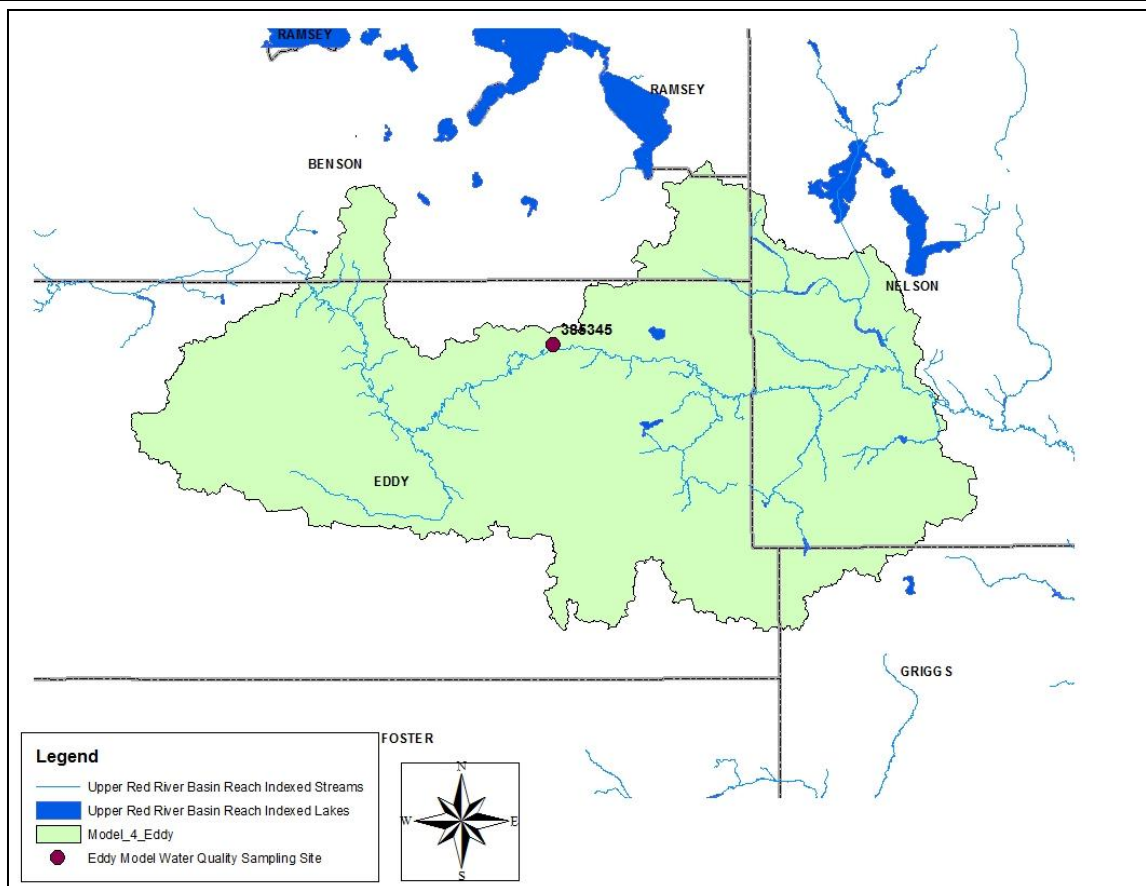 RAMSEY
RAMSEY
BENSON
NELSON
385345
EDDY
GRIGGS
FOSTER
Legend
Upper Red River Basin Reach Indexed Streams
Upper Red River Basin Reach Indexed Lakes
Model_4_Eddy
Eddy Model Water Quality Sampling Site
N
W
E
S